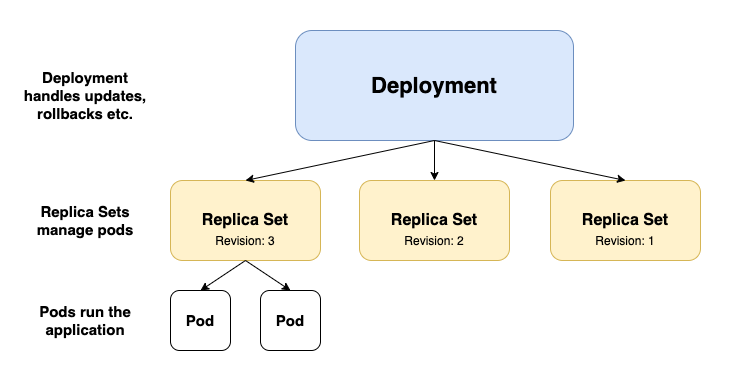 Deployment
handles updates,
rollbacks etc.
Deployment
Replica Sets
manage pods
Replica Set
Revision: 3
Replica Set
Revision: 2
Replica Set
Revision: 1
Pods run the
application
Pod
Pod